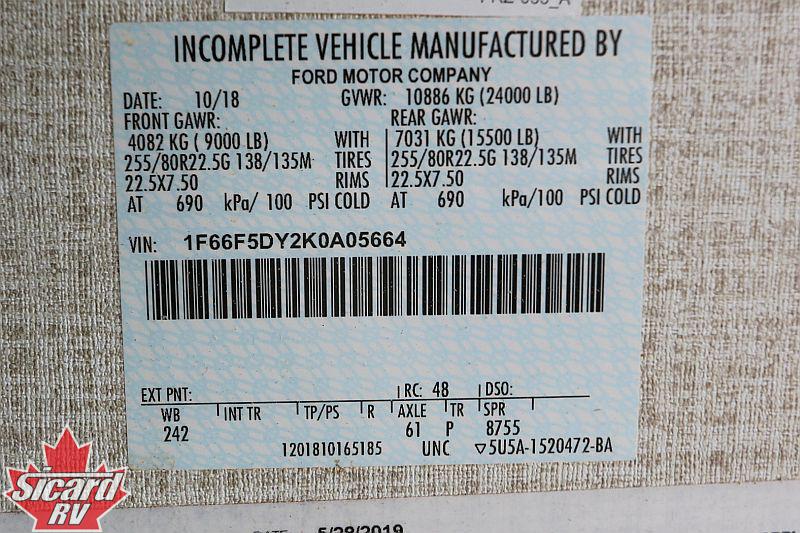 INCOMPLETE VEHICLE MANUFACTURED BY
FORD MOTOR COMPANY
DATE: 10/18 GVWR: 10886 KG (24000 LB)
FRONT GAWR: REAR GAWR:
4082 KG ( 9000 LB) WITH 7031 KG (15500 LB) WITH
255/80R22.5G 138/135M TIRES 255/80R22.5G 138/135M TIRES
22.5X7.50 RIMS 22.5X7.50 RIMS
AT 690 kPa/ 100 PSI COLD AT 690 kPa/ 100 PSI COLD
VIN: 1F66F5DY2K0A05664
EXT PNT: RC: 48 DSO:
WB INT TR TP/PS R AXLE TR SPR
242 61 P 8755
1201810165185 UNC ▽5U5A-1520472-BA
Sicard
RV
DATE 5/28/2019